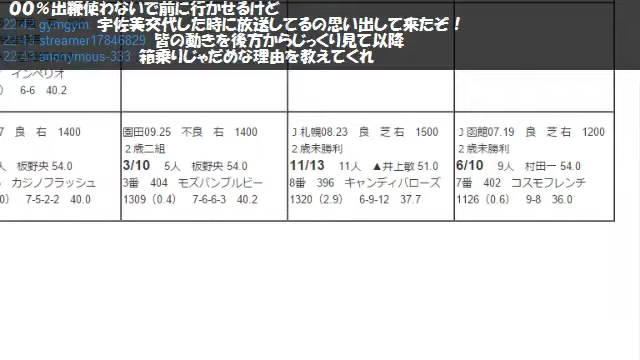 ００％出鞭使わないで前に行かせるけど
22:42 gymgym: 宇佐美交代した時に放送してるの思い出して来たぞ！
22:43 streamer17846829 皆の動きを後方からじっくり見て以降
22:43 anonymous-333 箱乗りじゃだめな理由を教えてくれ
インペリオ
) 6-6 40.2
7 良 右 1400
人 板野央 54.0
カジノフラッシュ
0) 7-5-2-2 40.0
園田09.25 不良 右 1400
２歳二組
3/10 5人 板野央 54.0
3番 404 モズバンブルビー
1309 (0.4) 7-6-6-3 40.2
Ｊ札幌08.23 良 芝右 1500
２歳未勝利
11/13 11人 ▲井上敏 51.0
8番 396 キャンディバローズ
1320 (2.9) 6-9-12 37.7
Ｊ函館07.19 良 芝右 1200
２歳未勝利
6/10 9人 村田一 54.0
7番 402 コスモフレンチ
1126 (0.6) 9-8 36.0